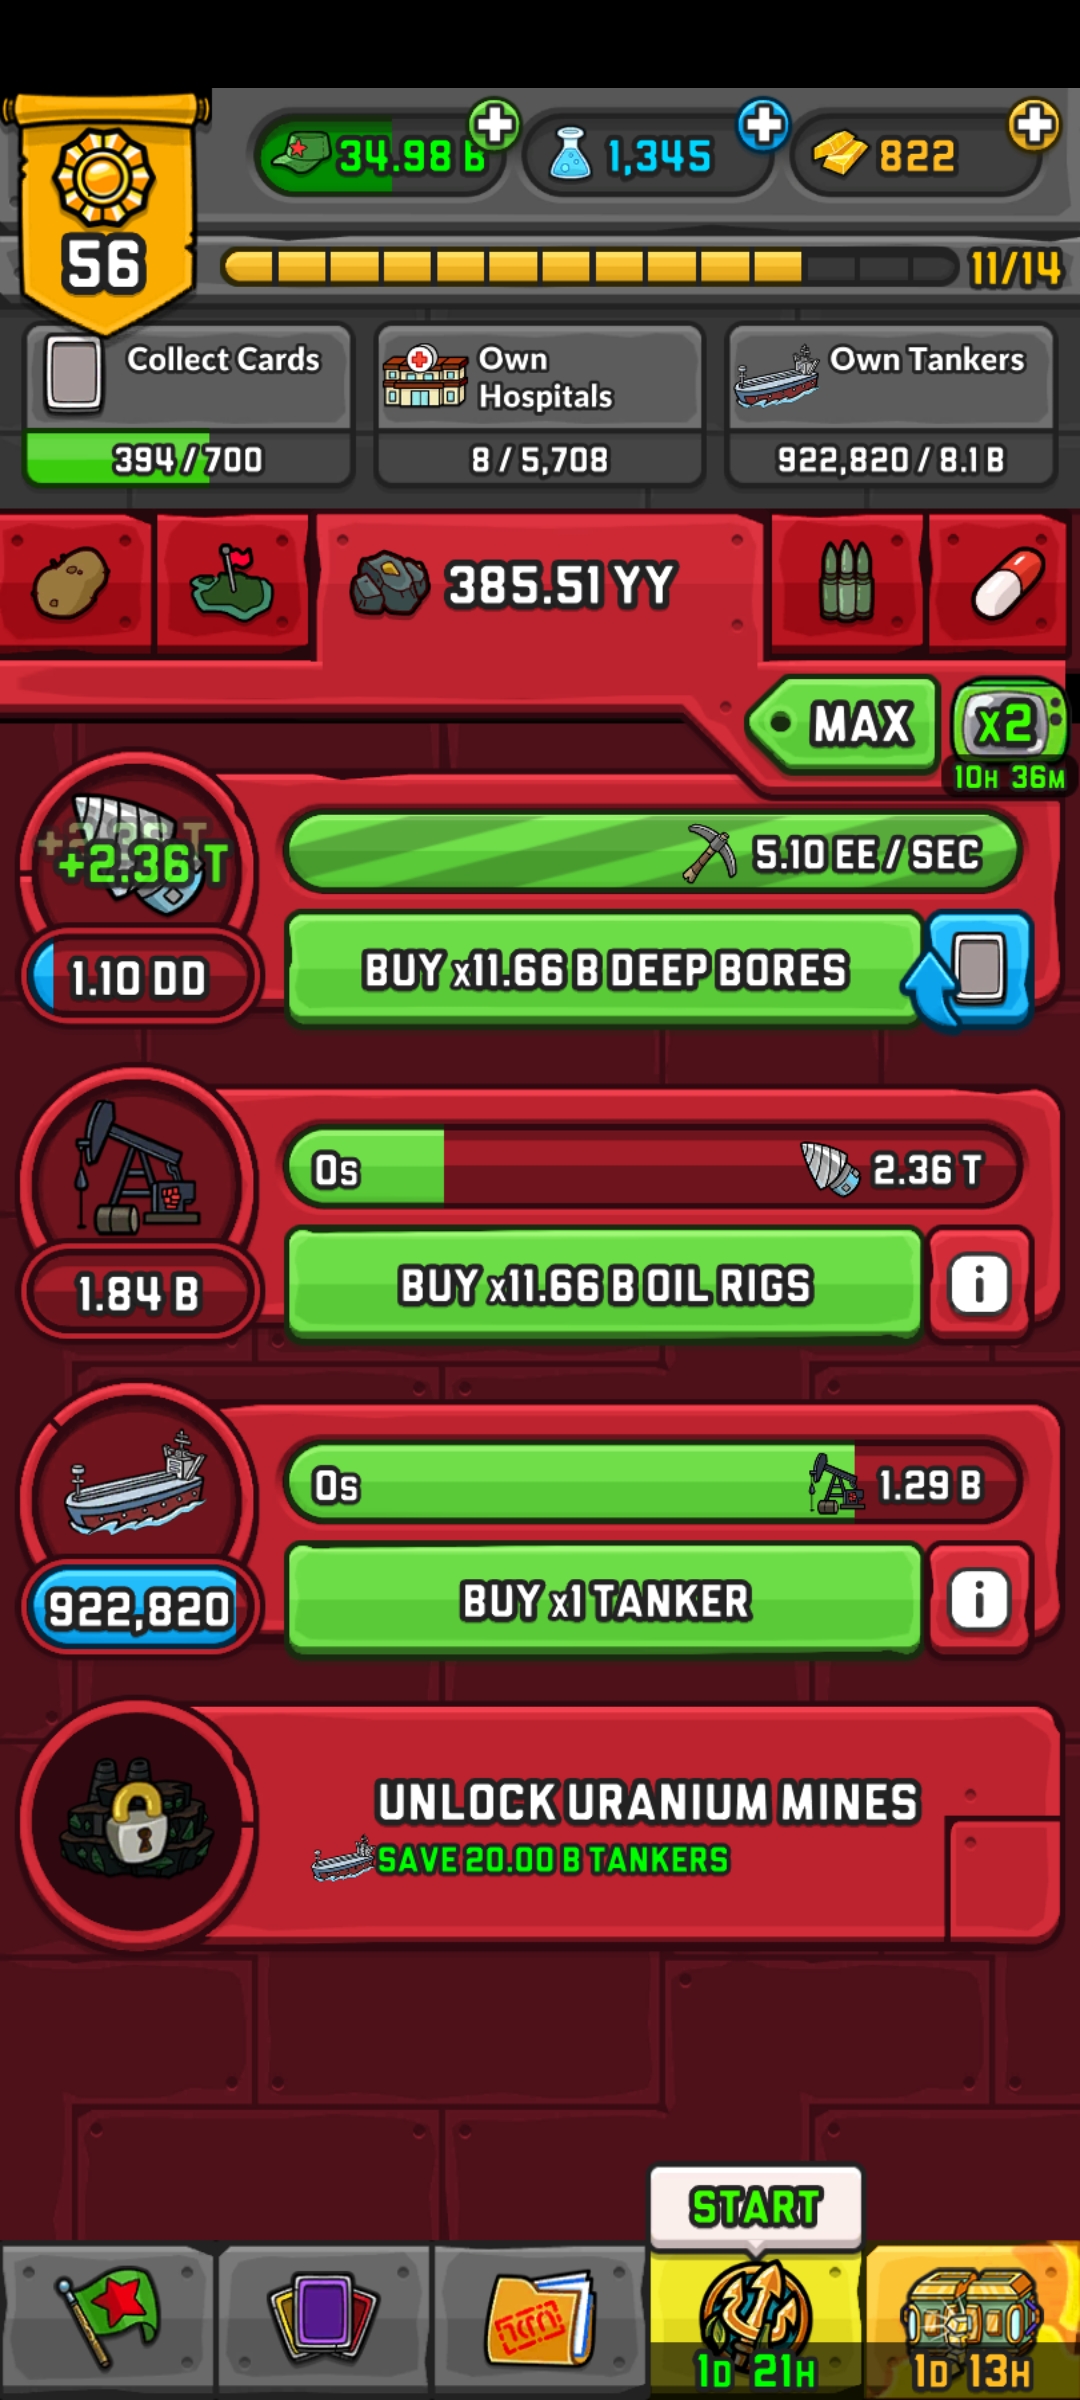 34.98 B
1,345
822
56
11/14
Collect Cards
394 / 700
Own
Hospitals
8 / 5,708
Own Tankers
922,820 / 8.1 B
385.51 YY
MAX
x2
10H 36M
+2.36 T
5.10 EE / SEC
1.10 DD
BUY x11.66 B DEEP BORES
0s
2.36 T
1.84 B
BUY x11.66 B OIL RIGS
i
0s
1.29 B
922,820
BUY x1 TANKER
i
UNLOCK URANIUM MINES
SAVE 20.00 B TANKERS
START
1D 21H
1D 13H